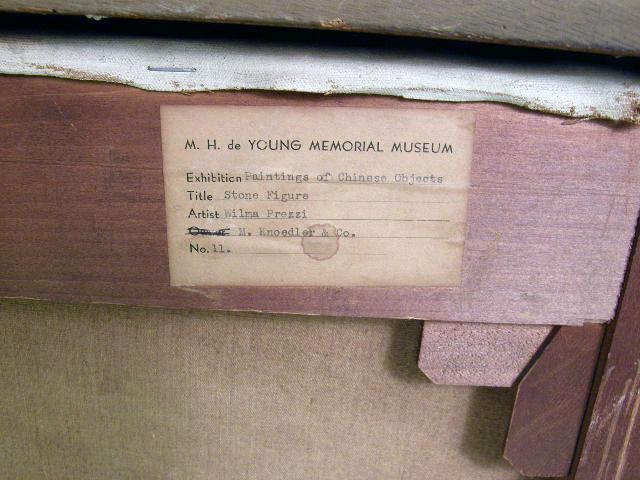 M. H. de YOUNG MEMORIAL MUSEUM
Exhibition Paintings of Chinese Objects
Title Stone Figure
Artist Wilma Prezzi
M. Knoedler & Co.
No. 11.